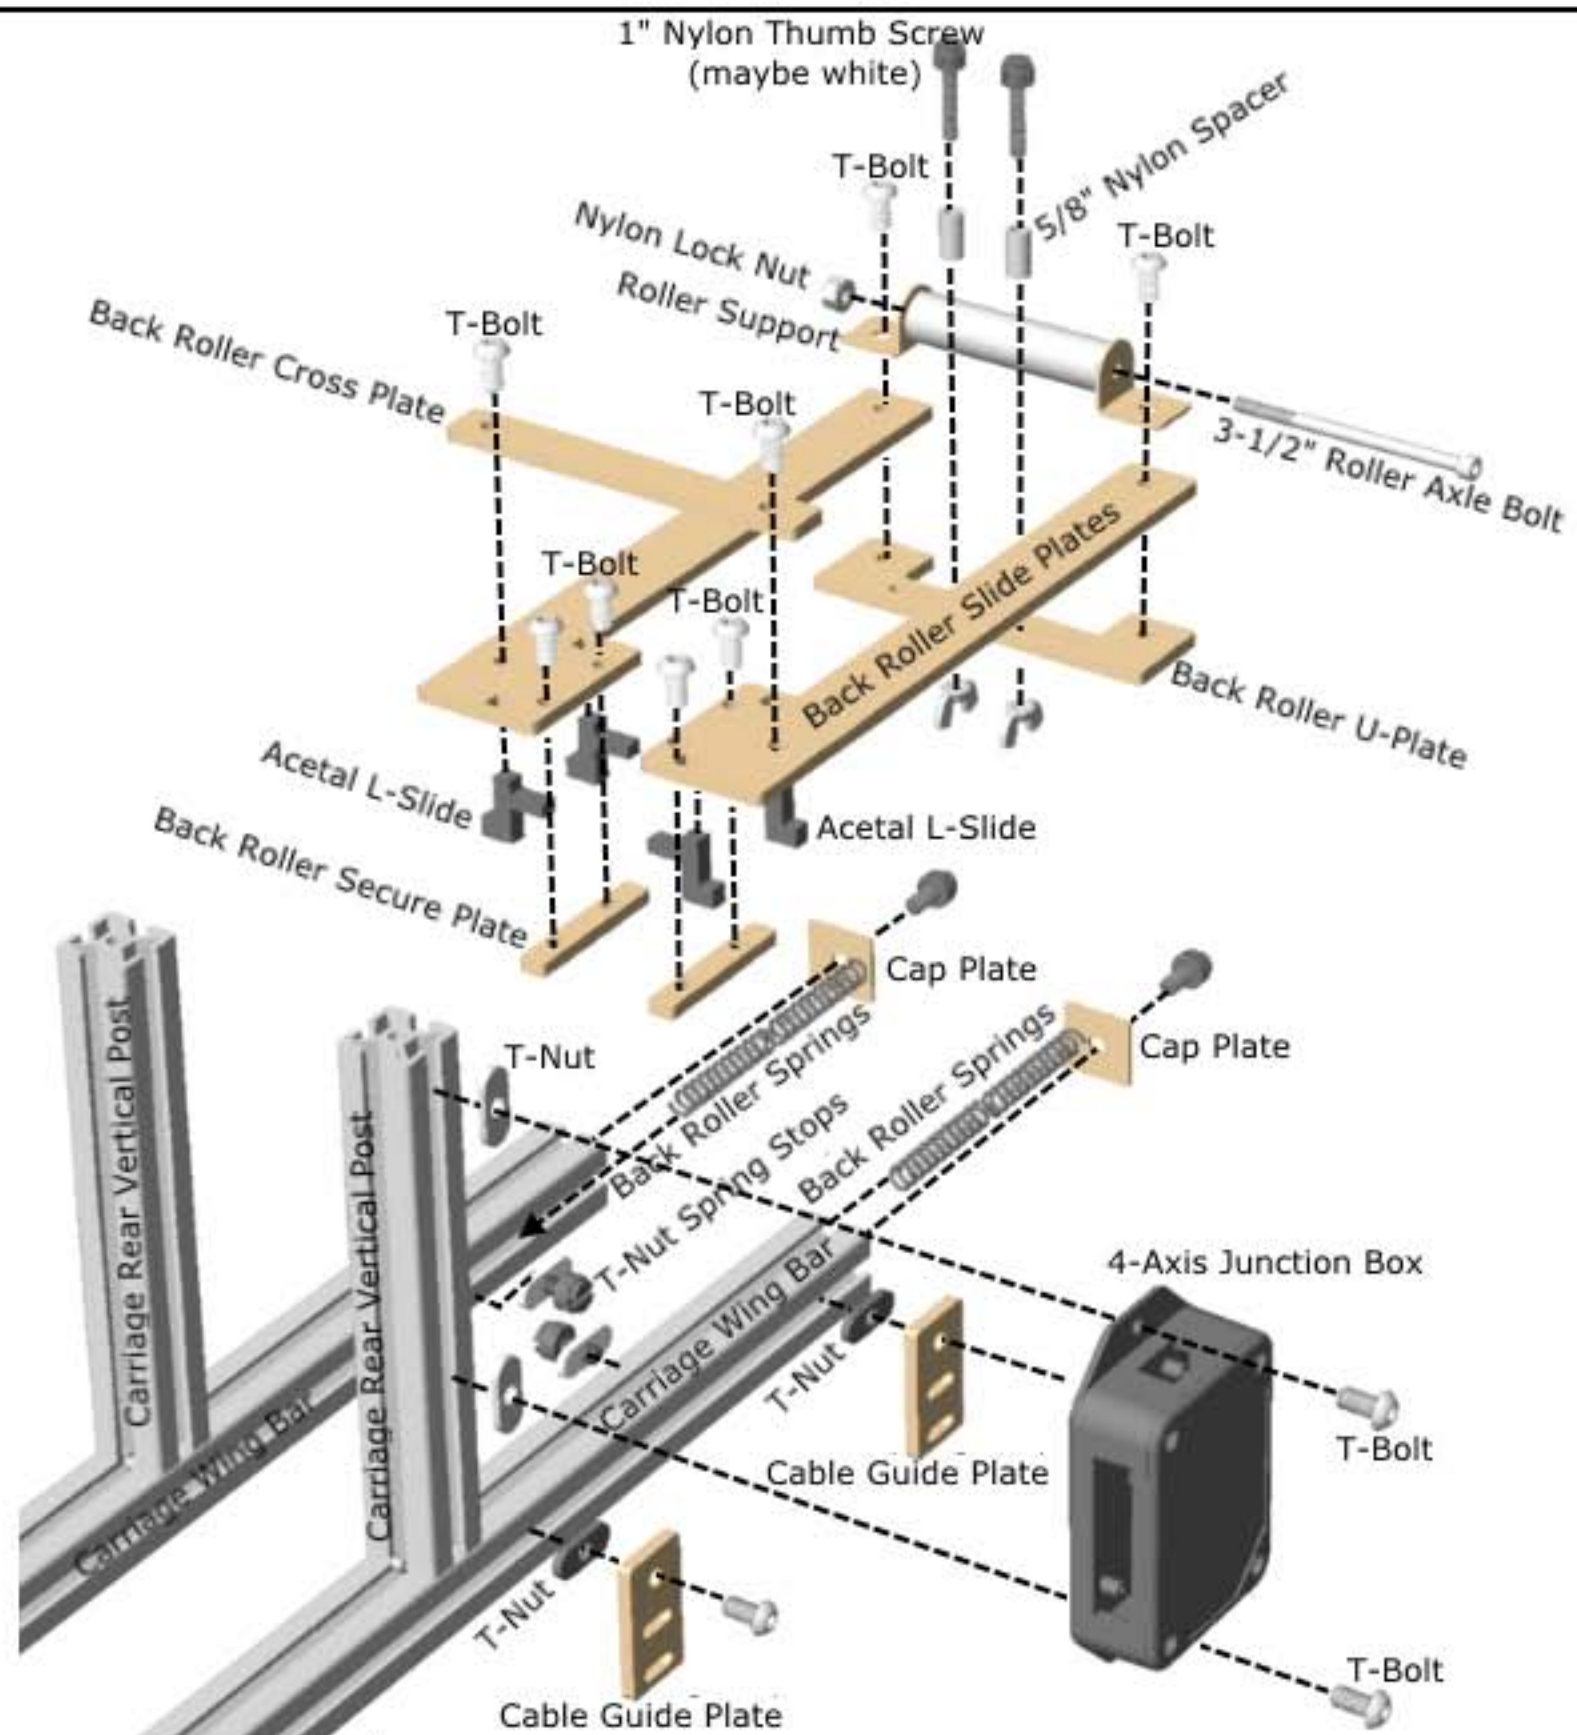 1" Nylon Thumb Screw
(maybe white)
T-Bolt
5/8" Nylon Spacer
T-Bolt
Nylon Lock Nut
Roller Support
Back Roller Cross Plate
T-Bolt
T-Bolt
3-1/2" Roller Axle Bolt
T-Bolt
T-Bolt
Back Roller Slide Plates
Back Roller U-Plate
Acetal L-Slide
Acetal L-Slide
Back Roller Secure Plate
Cap Plate
Cap Plate
T-Nut
Back Roller Springs
Back Roller Springs
T-Nut Spring Stops
Carriage Rear Vertical Post
Carriage Rear Vertical Post
4-Axis Junction Box
Carriage Wing Bar
Carriage Wing Bar
T-Nut
Cable Guide Plate
T-Bolt
T-Nut
T-Bolt
Cable Guide Plate